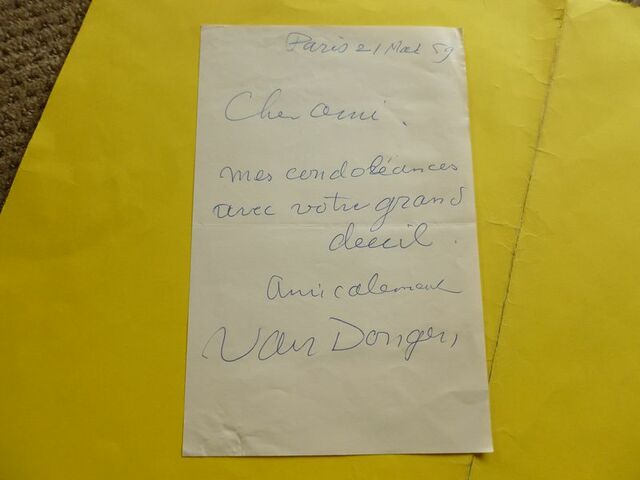 Paris 21 Mai 59
Cher ami.
mes condoléances
avec votre grand
deuil.
Amicalement
Van Dongen